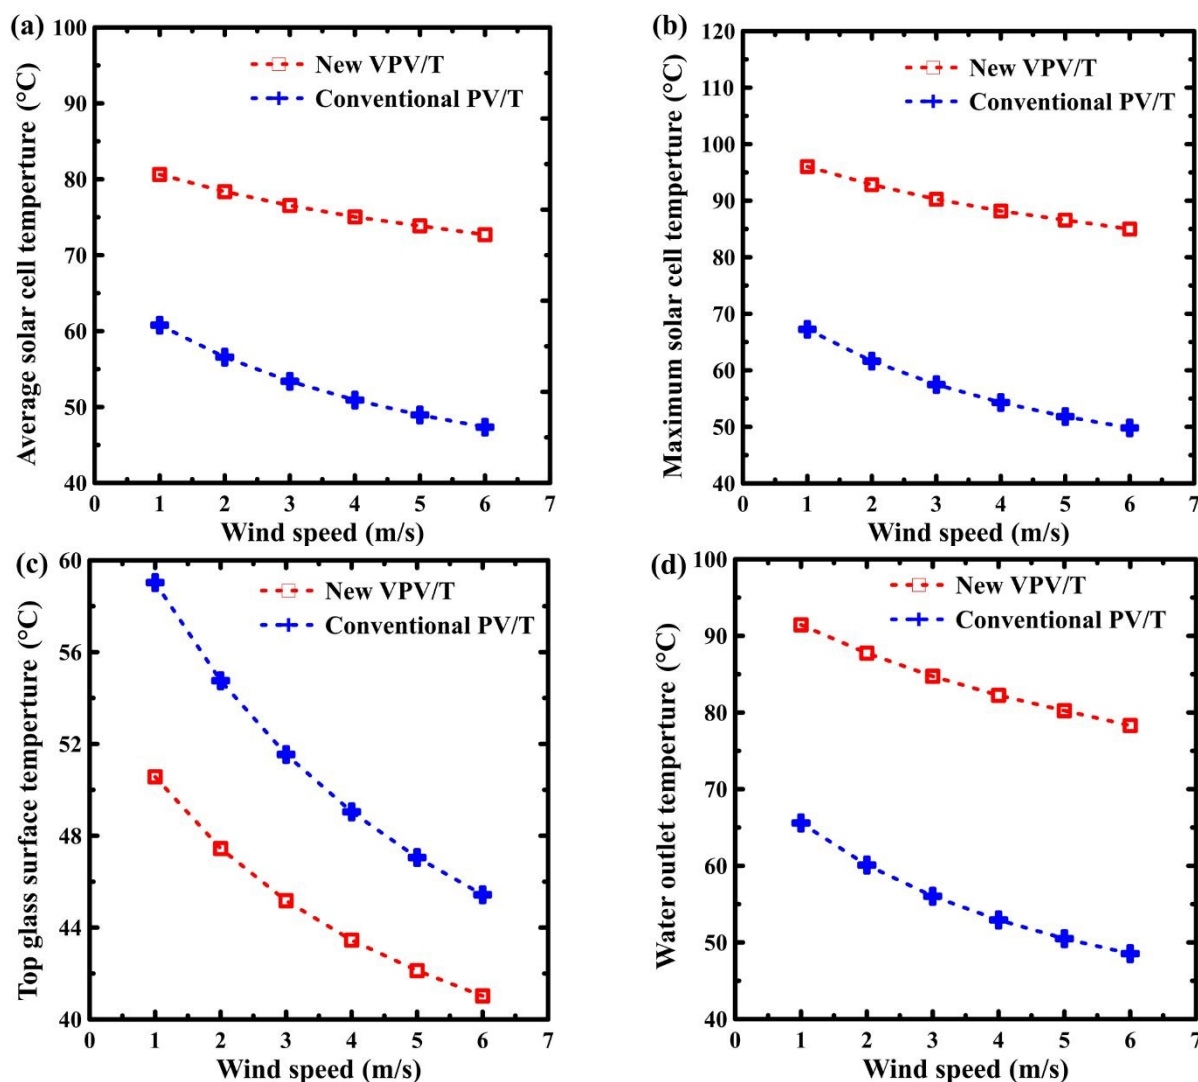 (a)
100
90
80
70
60
50
40
0 1 2 3 4 5 6 7
Average solar cell temperture (°C)
Wind speed (m/s)
New VPV/T
Conventional PV/T
(b)
120
110
100
90
80
70
60
50
40
0 1 2 3 4 5 6 7
Maximum solar cell temperture (°C)
Wind speed (m/s)
New VPV/T
Conventional PV/T
(c)
60
56
52
48
44
40
0 1 2 3 4 5 6 7
Top glass surface temperture (°C)
Wind speed (m/s)
New VPV/T
Conventional PV/T
(d)
100
90
80
70
60
50
40
0 1 2 3 4 5 6 7
Water outlet temperture (°C)
Wind speed (m/s)
New VPV/T
Conventional PV/T